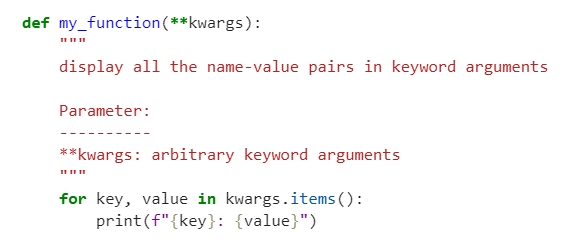 def my_function(**kwargs):
    """
    display all the name-value pairs in keyword arguments

    Parameter:
    ----------
    **kwargs: arbitrary keyword arguments
    """
    for key, value in kwargs.items():
        print(f"{key}: {value}")